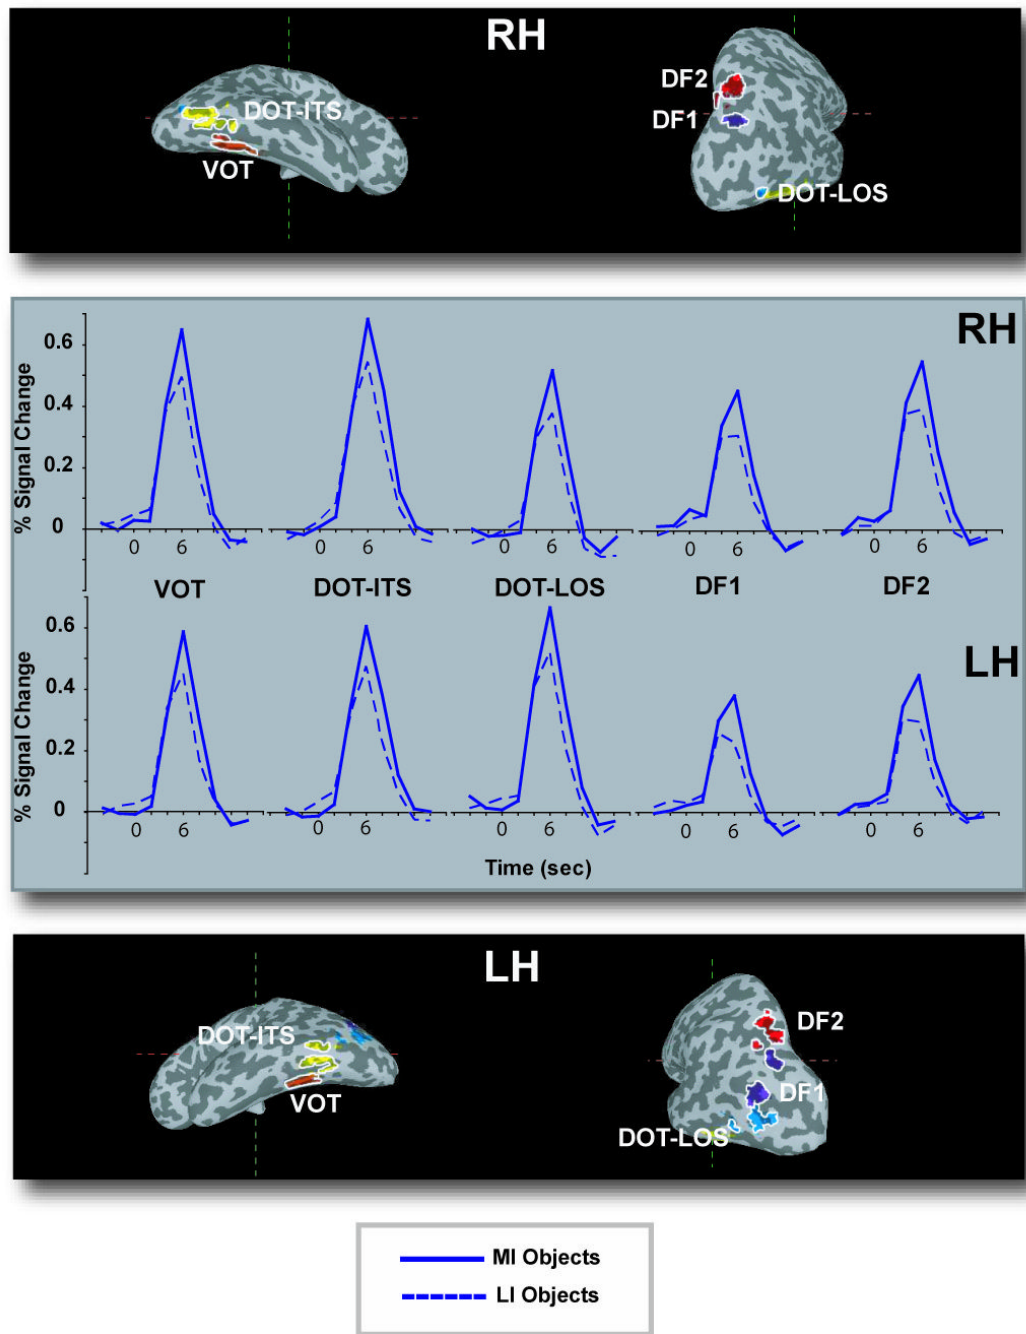 RH
DOT-ITS
VOT
DF2
DF1
DOT-LOS
RH
% Signal Change
0.6
0.4
0.2
0
0 6 0 6 0 6 0 6 0 6
VOT DOT-ITS DOT-LOS DF1 DF2
LH
% Signal Change
0.6
0.4
0.2
0
0 6 0 6 0 6 0 6 0 6
Time (sec)
LH
DOT-ITS
VOT
DF2
DF1
DOT-LOS
MI Objects
LI Objects